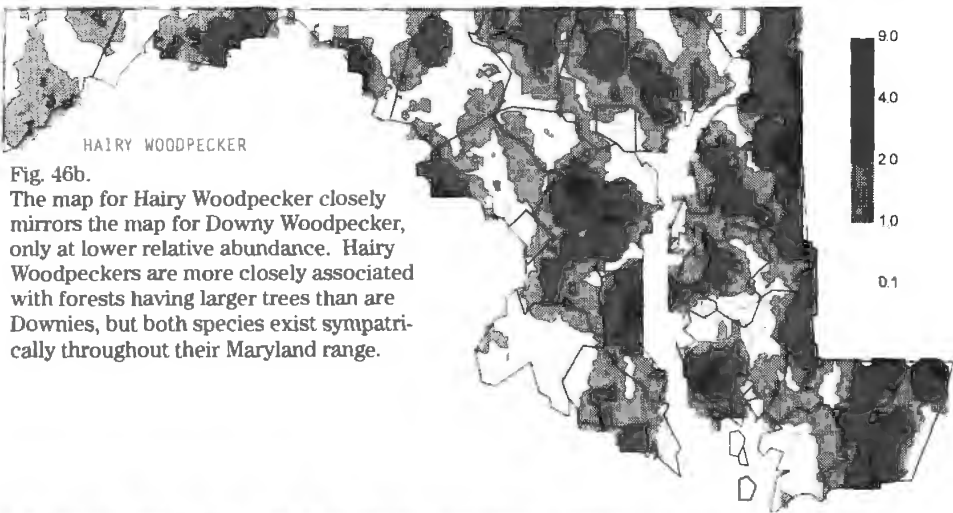 HAIRY WOODPECKER
Fig. 46b.
The map for Hairy Woodpecker closely
mirrors the map for Downy Woodpecker,
only at lower relative abundance. Hairy
Woodpeckers are more closely associated
with forests having larger trees than are
Downies, but both species exist sympatri-
cally throughout their Maryland range.
9.0
4.0
2.0
1.0
0.1